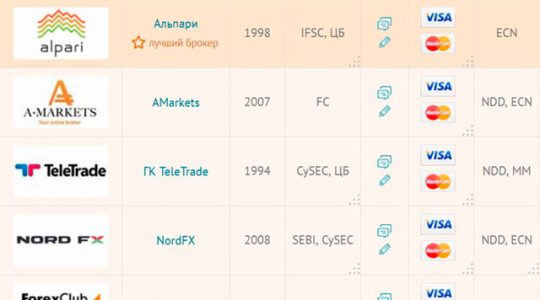 alpari
Альпари
лучший брокер
1998
IFSC, ЦБ
VISA
MasterCard
ECN
A-MARKETS
Your online broker
AMarkets
2007
FC
VISA
MasterCard
NDD, ECN
TeleTrade
ГК TeleTrade
1994
CySEC, ЦБ
VISA
MasterCard
NDD, MM
NORD FX
NordFX
2008
SEBI, CySEC
VISA
MasterCard
NDD, ECN
ForexClub
VISA